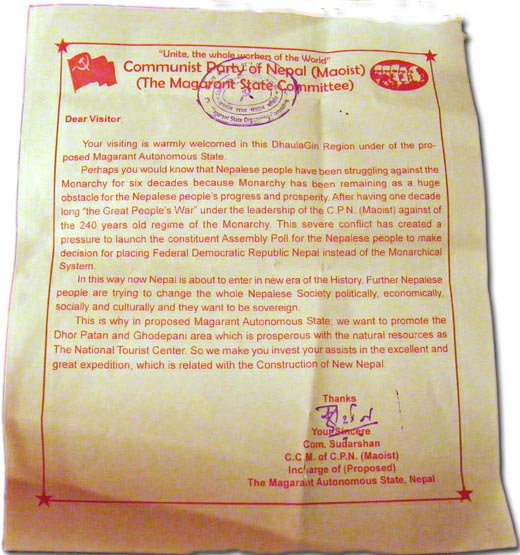 "Unite, the whole workers of the World"
Communist Party of Nepal (Maoist)
(The Magarant State Committee)
Dear Visitor,
Your visiting is warmly welcomed in this DhaulaGiri Region under of the pro-
posed Magarant Autonomous State.
Perhaps you would know that Nepalese people have been struggling against the
Monarchy for six decades because Monarchy has been remaining as a huge
obstacle for the Nepalese people's progress and prosperity. After having one decade
long "the Great People's War" under the leadership of the C.P.N. (Maoist) against of
the 240 years old regime of the Monarchy. This severe conflict has created a
pressure to launch the constituent Assembly Poll for the Nepalese people to make
decision for placing Federal Democratic Republic Nepal instead of the Monarchical
System.
In this way now Nepal is about to enter in new era of the History. Further Nepalese
people are trying to change the whole Nepalese Society politically, economically,
socially and culturally and they want to be sovereign.
This is why in proposed Magarant Autonomous State, we want to promote the
Dhor Patan and Ghodepani area which is prosperous with the natural resources as
The National Tourist Center. So we make you invest your assists in the excellent and
great expedition, which is related with the Construction of New Nepal.
Thanks
Your Sincere
Com. Sudarshan
C.C.M. of C.P.N. (Maoist)
Incharge of (Proposed)
The Magarant Autonomous State, Nepal